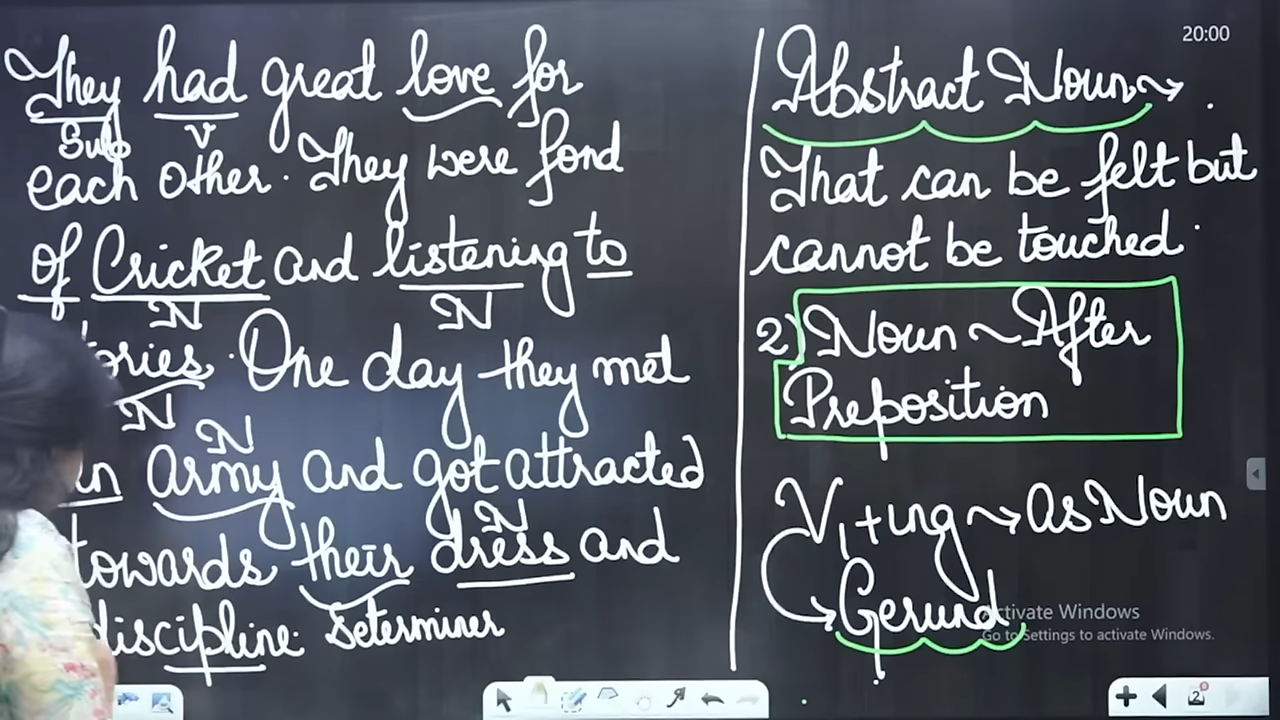 They had great love for
Sub V
each other. They were fond
of Cricket and listening to
N N
ories. One day they met
N N
an army and got attracted
N
towards their dress and
discipline. Determiner
20:00
Abstract Noun
That can be felt but
cannot be touched.
2) Noun ~ After
Preposition
V1+ing → as Noun
Gerund
Activate Windows
Go to Settings to activate Windows.
2